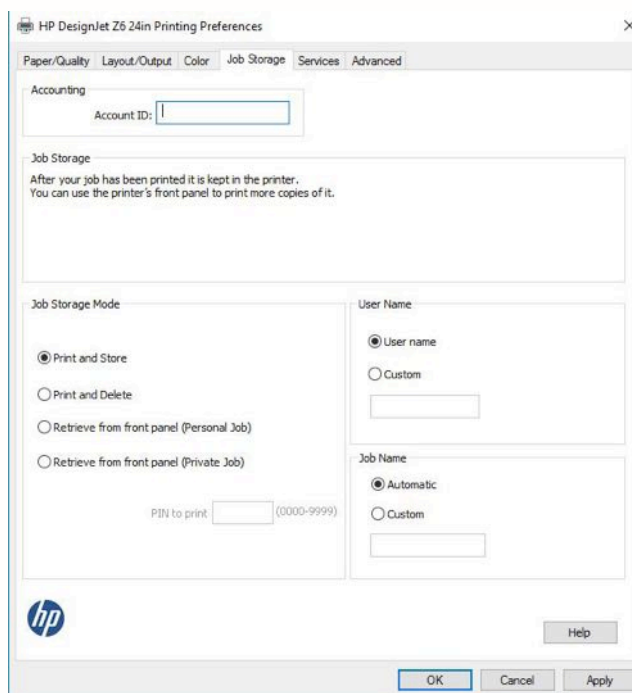 HP DesignJet Z6 24in Printing Preferences
Paper/Quality Layout/Output Color Job Storage Services Advanced
Accounting
Account ID:
Job Storage
After your job has been printed it is kept in the printer.
You can use the printer's front panel to print more copies of it.
Job Storage Mode
Print and Store
Print and Delete
Retrieve from front panel (Personal Job)
Retrieve from front panel (Private Job)
PIN to print (0000-9999)
User Name
User name
Custom
Job Name
Automatic
Custom
hp
Help
OK Cancel Apply